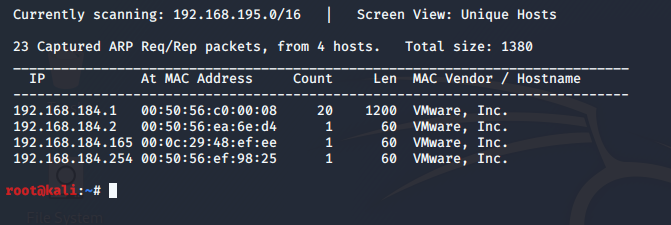 Currently scanning: 192.168.195.0/16   |   Screen View: Unique Hosts
23 Captured ARP Req/Rep packets, from 4 hosts.   Total size: 1380
_____________________________________________________________________________
IP            At MAC Address     Count     Len  MAC Vendor / Hostname
-----------------------------------------------------------------------------
192.168.184.1   00:50:56:c0:00:08     20    1200  VMware, Inc.
192.168.184.2   00:50:56:ea:6e:d4      1      60  VMware, Inc.
192.168.184.165 00:0c:29:48:ef:ee      1      60  VMware, Inc.
192.168.184.254 00:50:56:ef:98:25      1      60  VMware, Inc.
root@kali:~#
File System